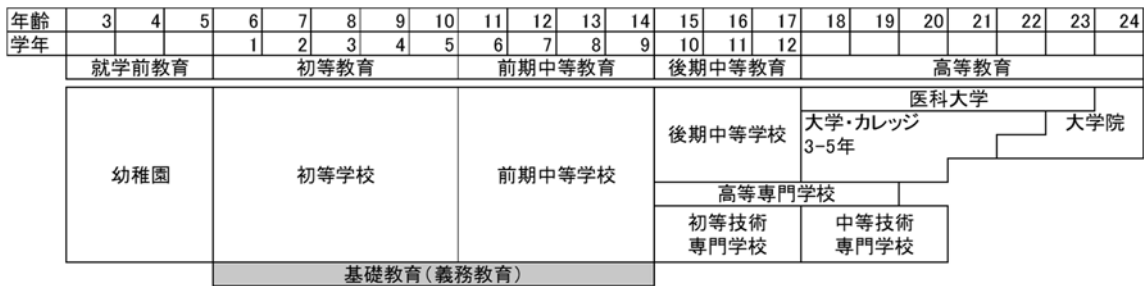 年齢 3 4 5 6 7 8 9 10 11 12 13 14 15 16 17 18 19 20 21 22 23 24
学年 1 2 3 4 5 6 7 8 9 10 11 12
就学前教育 初等教育 前期中等教育 後期中等教育 高等教育
医科大学
幼稚園 初等学校 前期中等学校 後期中等学校 大学・カレッジ 大学院
3-5年
高等専門学校
初等技術 中等技術
専門学校 専門学校
基礎教育(義務教育)